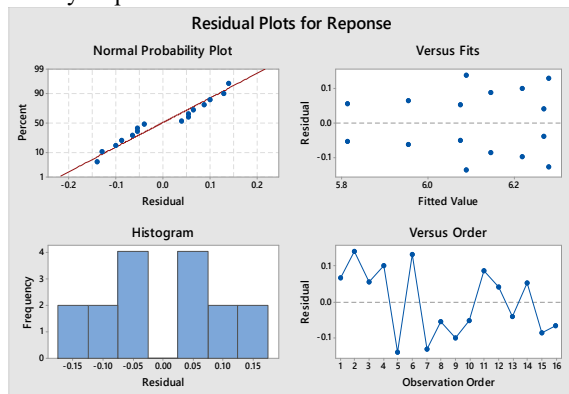 Residual Plots for Reponse
Normal Probability Plot
99
90
50
10
1
Percent
-0.2 -0.1 0.0 0.1 0.2
Residual
Versus Fits
0.1
0.0
-0.1
Residual
5.8 6.0 6.2
Fitted Value
Histogram
4
3
2
1
0
Frequency
-0.15 -0.10 -0.05 0.00 0.05 0.10 0.15
Residual
Versus Order
0.1
0.0
-0.1
Residual
1 2 3 4 5 6 7 8 9 10 11 12 13 14 15 16
Observation Order